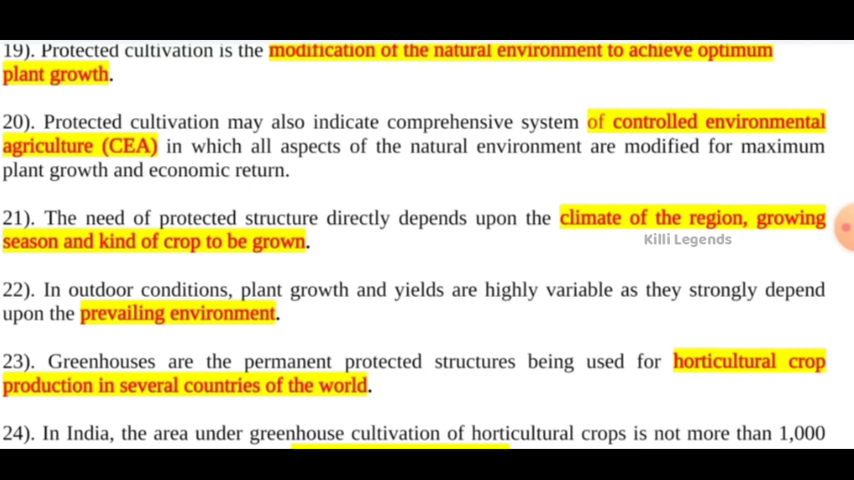 19). Protected cultivation is the modification of the natural environment to achieve optimum
plant growth.
20). Protected cultivation may also indicate comprehensive system of controlled environmental
agriculture (CEA) in which all aspects of the natural environment are modified for maximum
plant growth and economic return.
21). The need of protected structure directly depends upon the climate of the region, growing
season and kind of crop to be grown.
Killi Legends
22). In outdoor conditions, plant growth and yields are highly variable as they strongly depend
upon the prevailing environment.
23). Greenhouses are the permanent protected structures being used for horticultural crop
production in several countries of the world.
24). In India, the area under greenhouse cultivation of horticultural crops is not more than 1,000